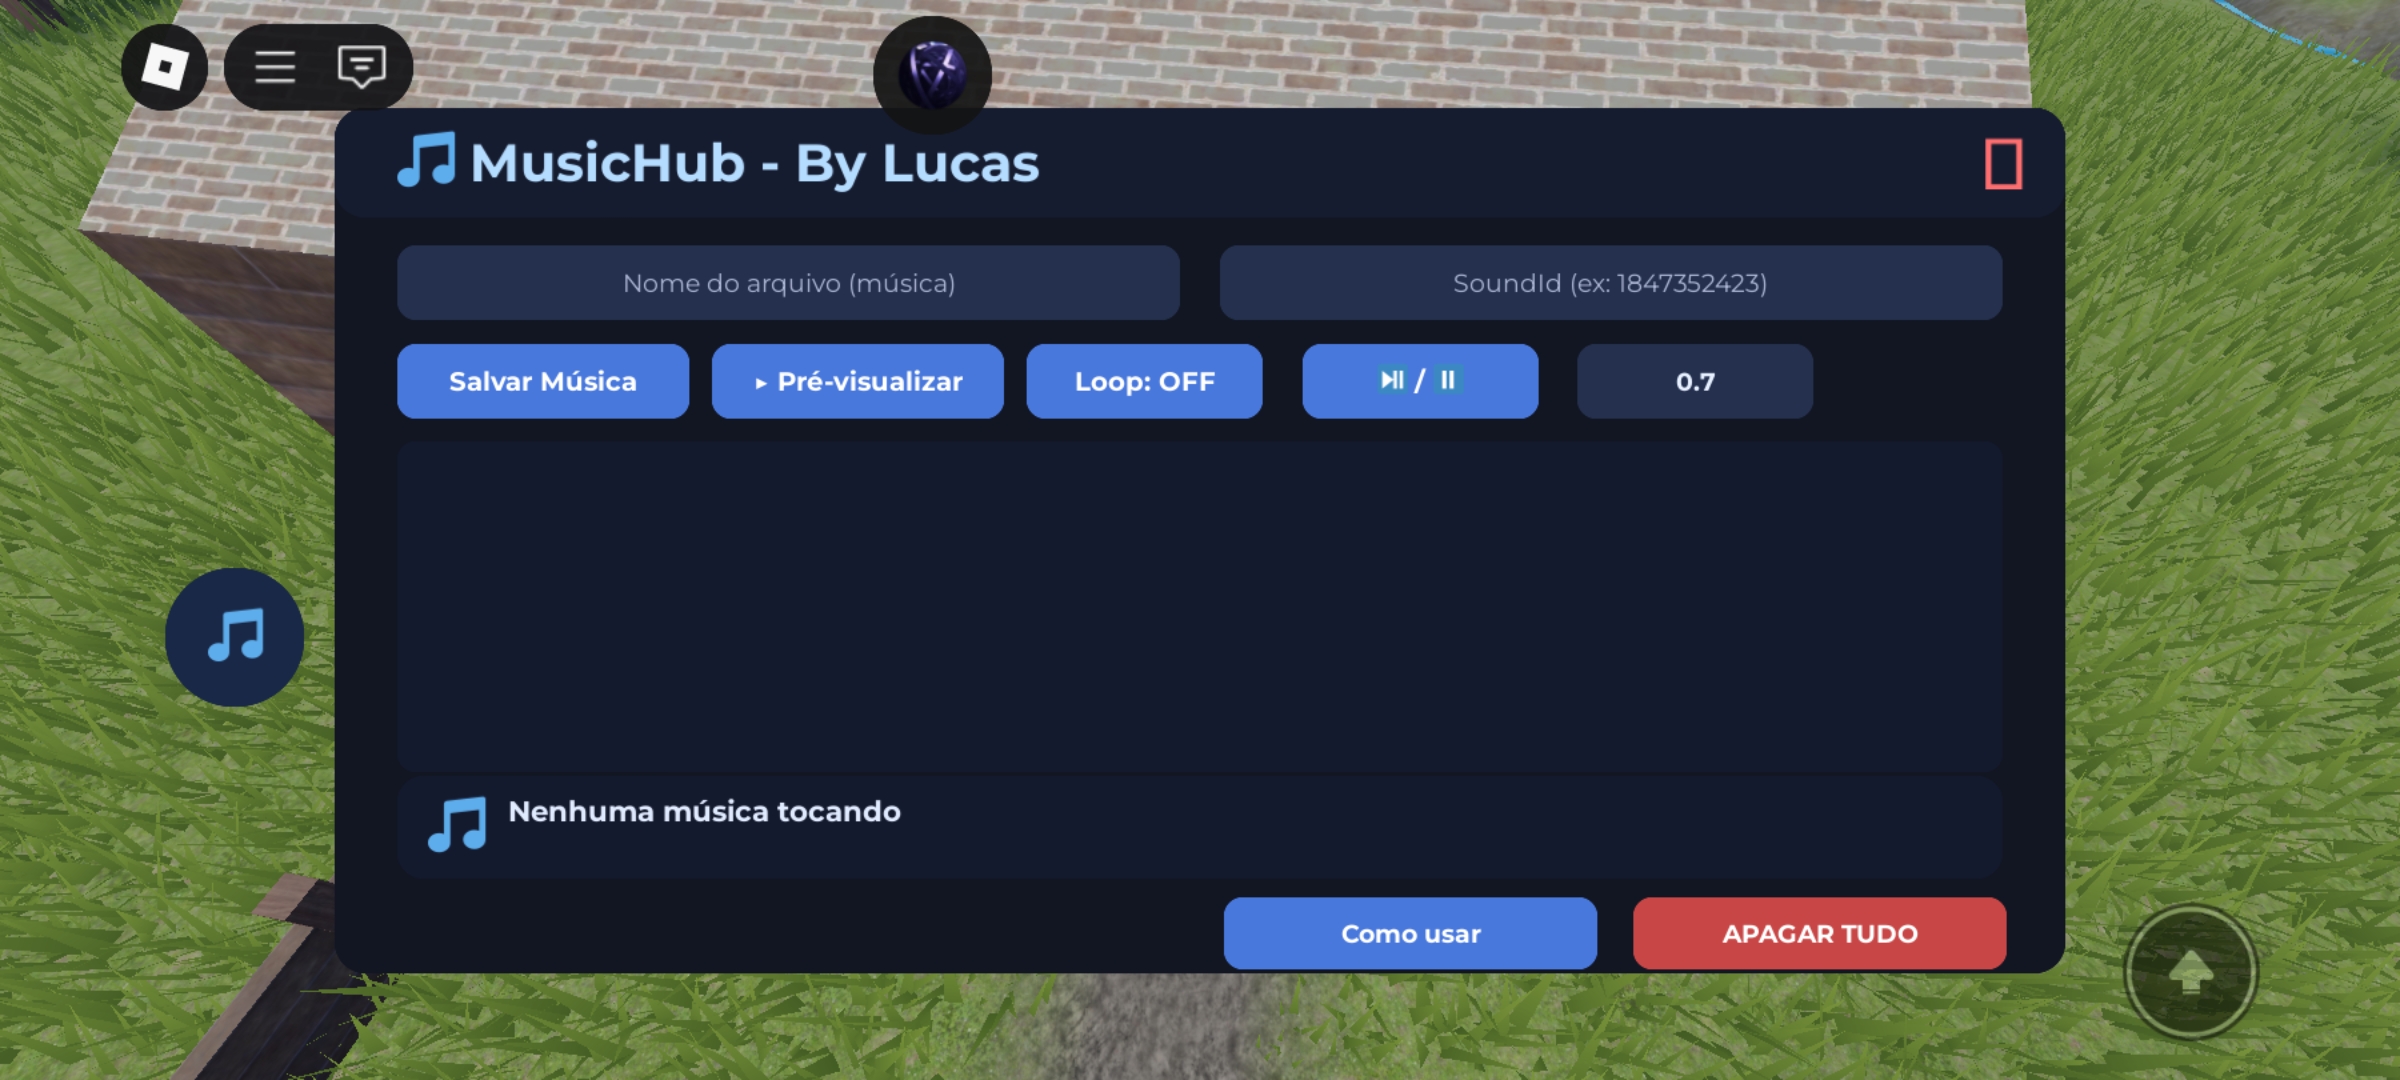 MusicHub - By Lucas
Nome do arquivo (música)
SoundId (ex: 1847352423)
Salvar Música
▸ Pré-visualizar
Loop: OFF
⏯ / ⏸
0.7
Nenhuma música tocando
Como usar
APAGAR TUDO